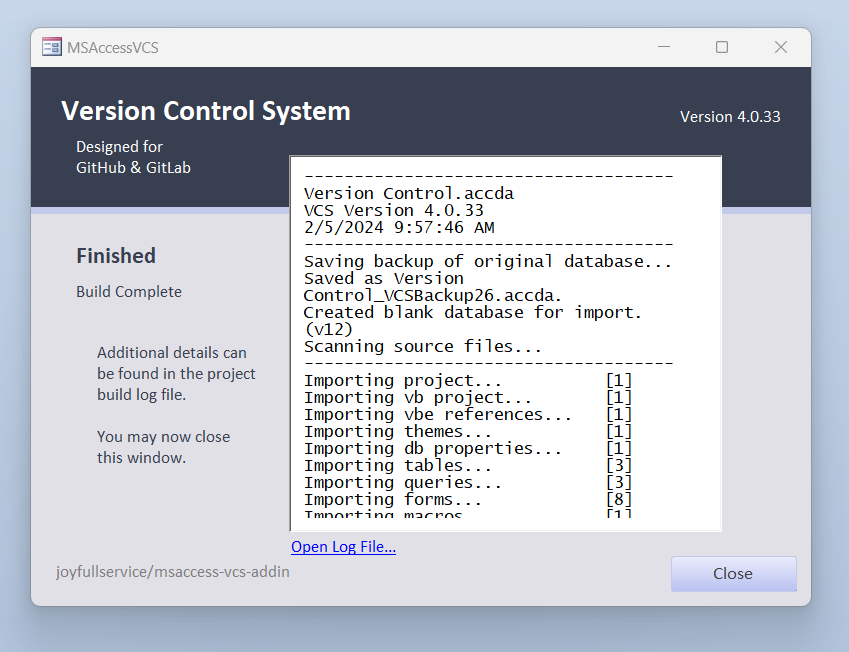 MSAccessVCS
Version Control System
Version 4.0.33
Designed for
GitHub & GitLab
-------------------------------------
Version Control.accda
VCS Version 4.0.33
2/5/2024 9:57:46 AM
-------------------------------------
Saving backup of original database...
Saved as Version
Control_VCSBackup26.accda.
Created blank database for import.
(v12)
Scanning source files...
-------------------------------------
Importing project... [1]
Importing vb project... [1]
Importing vbe references... [1]
Importing themes... [1]
Importing db properties... [1]
Importing tables... [3]
Importing queries... [3]
Importing forms... [8]
Importing macros [1]
Finished
Build Complete
Additional details can
be found in the project
build log file.
You may now close
this window.
Open Log File...
joyfullservice/msaccess-vcs-addin
Close